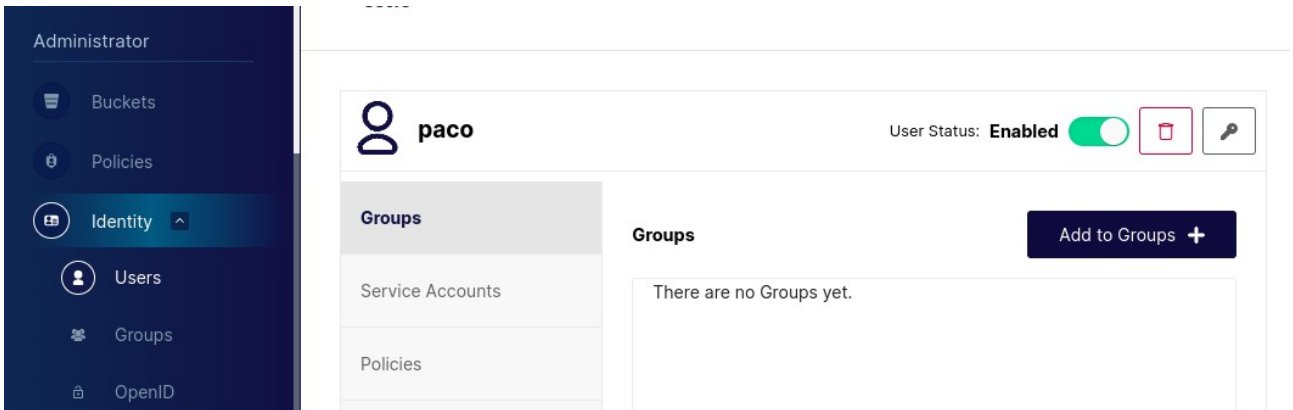 Administrator
Buckets
Policies
Identity
Users
Groups
OpenID
paco
User Status: Enabled
Groups
Service Accounts
Policies
Groups
Add to Groups +
There are no Groups yet.